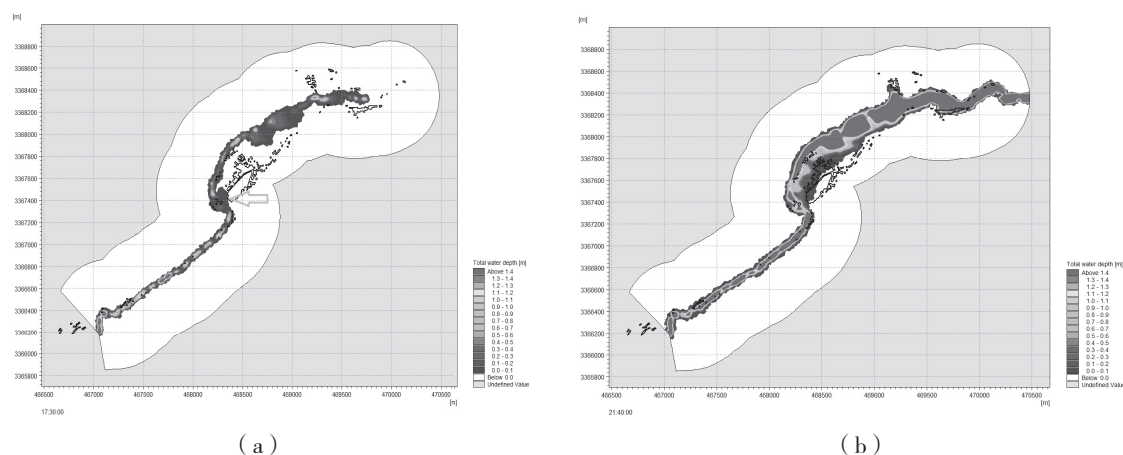 [m]
3368800
3368600
3368400
3368200
3368000
3367800
3367600
3367400
3367200
3367000
3366800
3366600
3366400
3366200
3366000
3365800
466500 467000 467500 468000 468500 469000 469500 470000 470500
[m]
17:30:00
Total water depth [m]
Above 1.4
1.3 - 1.4
1.2 - 1.3
1.1 - 1.2
1.0 - 1.1
0.9 - 1.0
0.8 - 0.9
0.7 - 0.8
0.6 - 0.7
0.5 - 0.6
0.4 - 0.5
0.3 - 0.4
0.2 - 0.3
0.1 - 0.2
0.0 - 0.1
Below 0.0
Undefined Value
(a)
[m]
3368800
3368600
3368400
3368200
3368000
3367800
3367600
3367400
3367200
3367000
3366800
3366600
3366400
3366200
3366000
3365800
466500 467000 467500 468000 468500 469000 469500 470000 470500
[m]
21:40:00
Total water depth [m]
Above 1.4
1.3 - 1.4
1.2 - 1.3
1.1 - 1.2
1.0 - 1.1
0.9 - 1.0
0.8 - 0.9
0.7 - 0.8
0.6 - 0.7
0.5 - 0.6
0.4 - 0.5
0.3 - 0.4
0.2 - 0.3
0.1 - 0.2
0.0 - 0.1
Below 0.0
Undefined Value
(b)